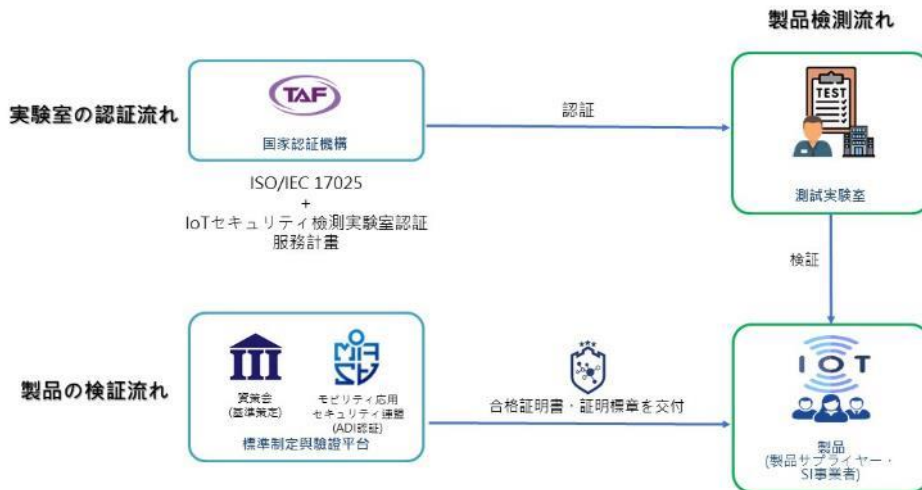 製品檢測流れ
実験室の認証流れ
TAF
国家認証機構
認証
TEST
測試実験室
ISO/IEC 17025
+
IoTセキュリティ檢測実験室認証
服務計畫
検証
製品の検証流れ
資策会
(基準策定)
モビリティ応用
セキュリティ連盟
(ADI認証)
標準制定與驗證平台
合格証明書・証明標章を交付
IOT
製品
(製品サプライヤー・
SI事業者)